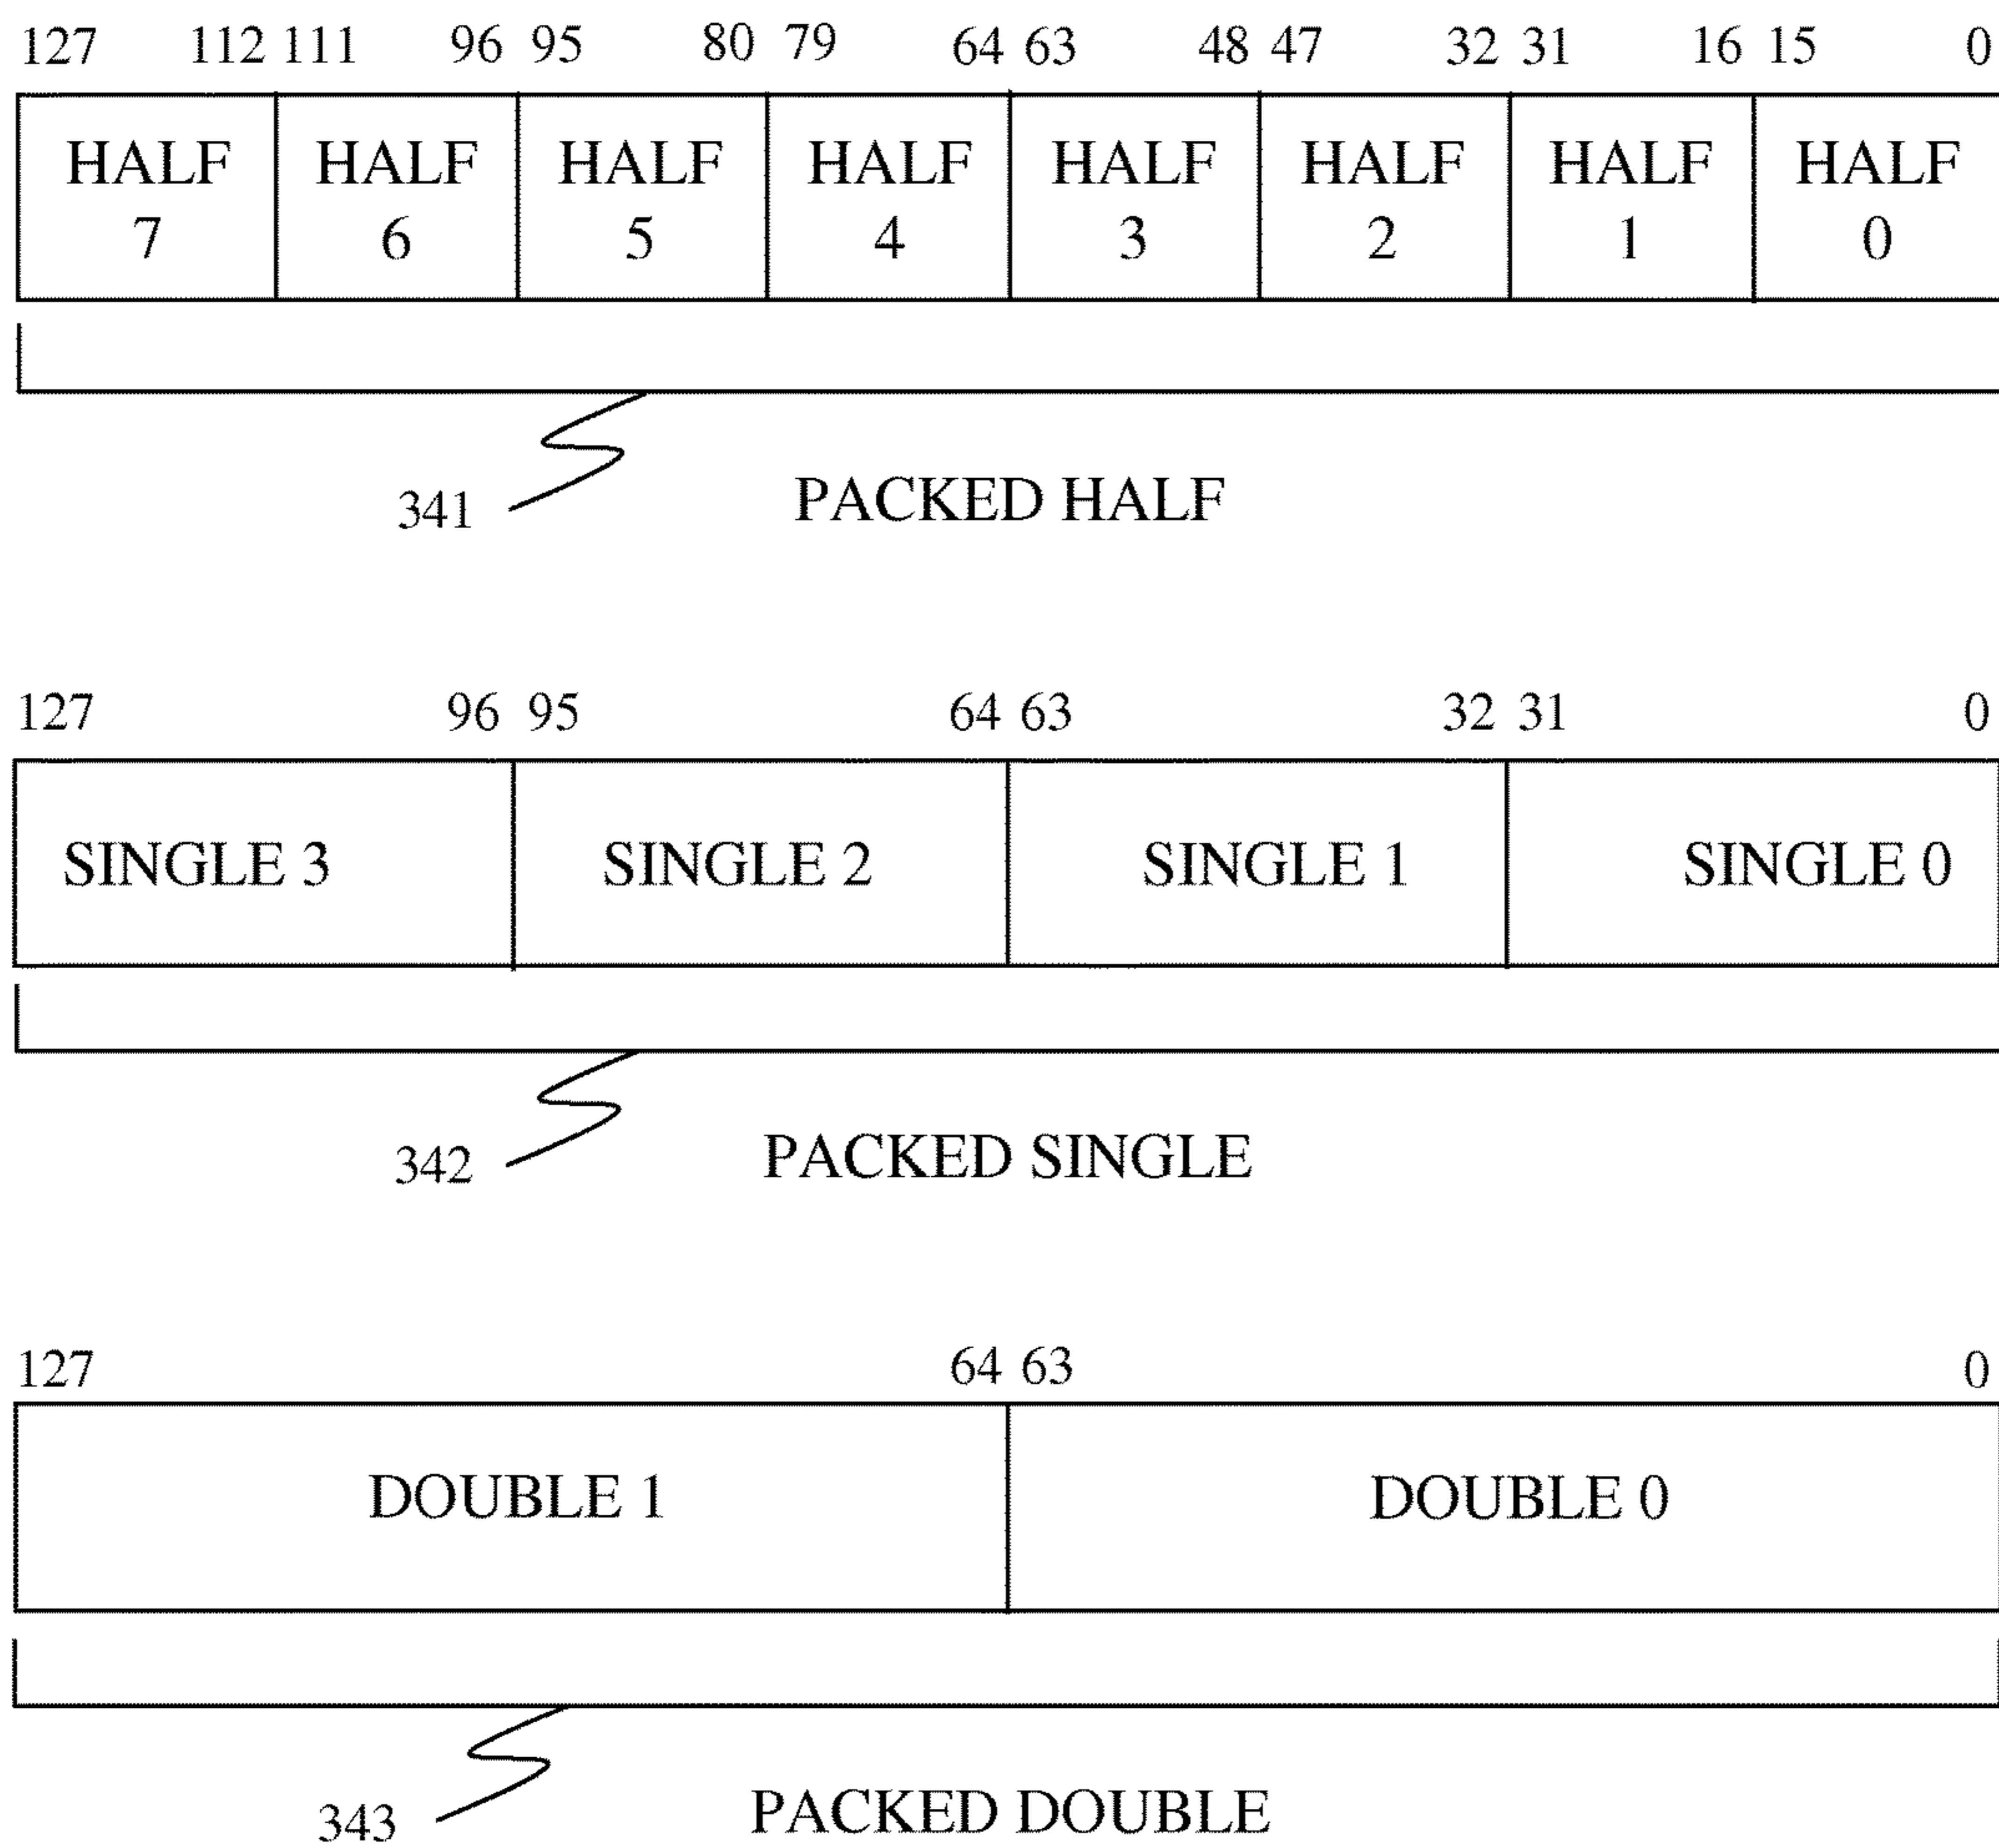 127 112 111 96 95 80 79 64 63 48 47 32 31 16 15 0
HALF HALF HALF HALF HALF HALF HALF HALF
7 6 5 4 3 2 1 0
341 PACKED HALF
127 96 95 64 63 32 31 0
SINGLE 3 SINGLE 2 SINGLE 1 SINGLE 0
342 PACKED SINGLE
127 64 63 0
DOUBLE 1 DOUBLE 0
343 PACKED DOUBLE